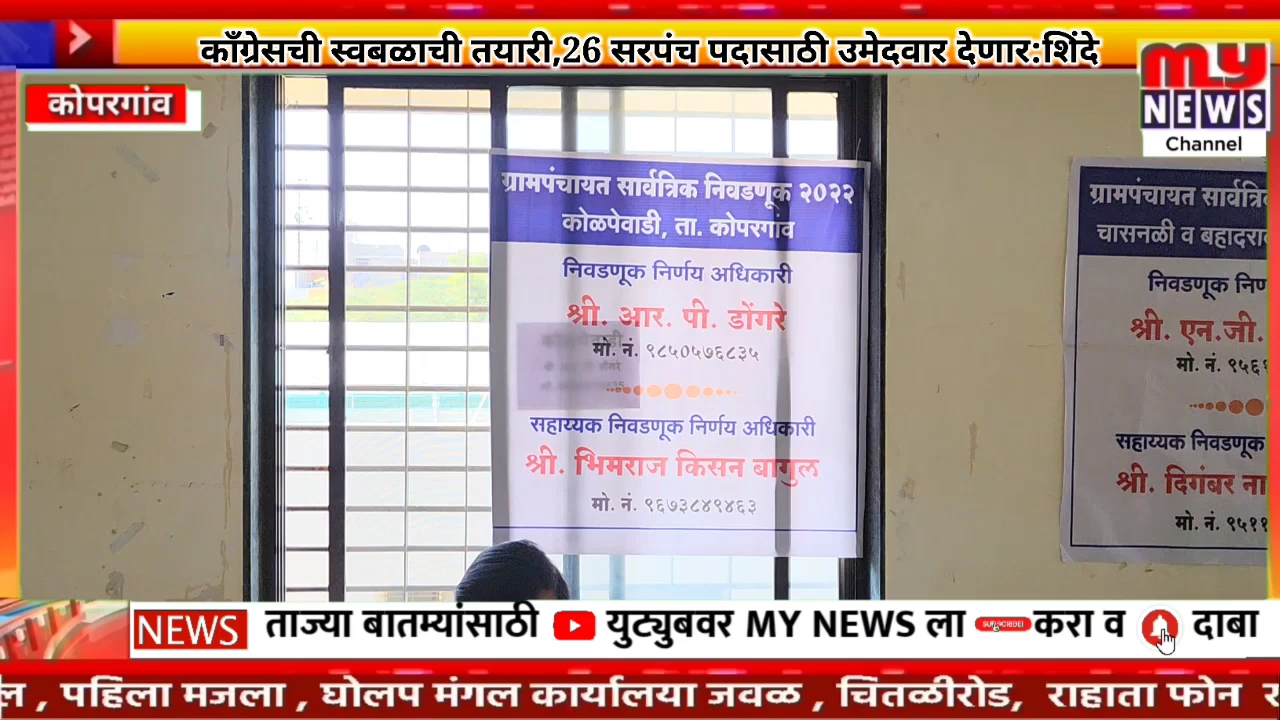 काँग्रेसची स्वबळाची तयारी,26 सरपंच पदासाठी उमेदवार देणार:शिंदे
my
NEWS
Channel
कोपरगांव
ग्रामपंचायत सार्वत्रिक निवडणूक २०२२
कोळपेवाडी, ता. कोपरगांव
निवडणूक निर्णय अधिकारी
श्री. आर. पी. डोंगरे
मो. नं. ९८५०५७६८३५
सहाय्यक निवडणूक निर्णय अधिकारी
श्री. भिमराज किसन बागुल
मो. नं. ९६७३८४९४६३
ग्रामपंचायत सार्वत्रि
चासनळी व बहादरा
निवडणूक निर्ण
श्री. एन.जी.
मो. नं. ९५६१
सहाय्यक निवडणूक
श्री. दिगंबर ना
मो. नं. ९५११
NEWS ताज्या बातम्यांसाठी युट्युबवर MY NEWS ला SUBSCRIBE! करा व दाबा
ल , पहिला मजला , घोलप मंगल कार्यालया जवळ , चितळीरोड, राहाता फोन